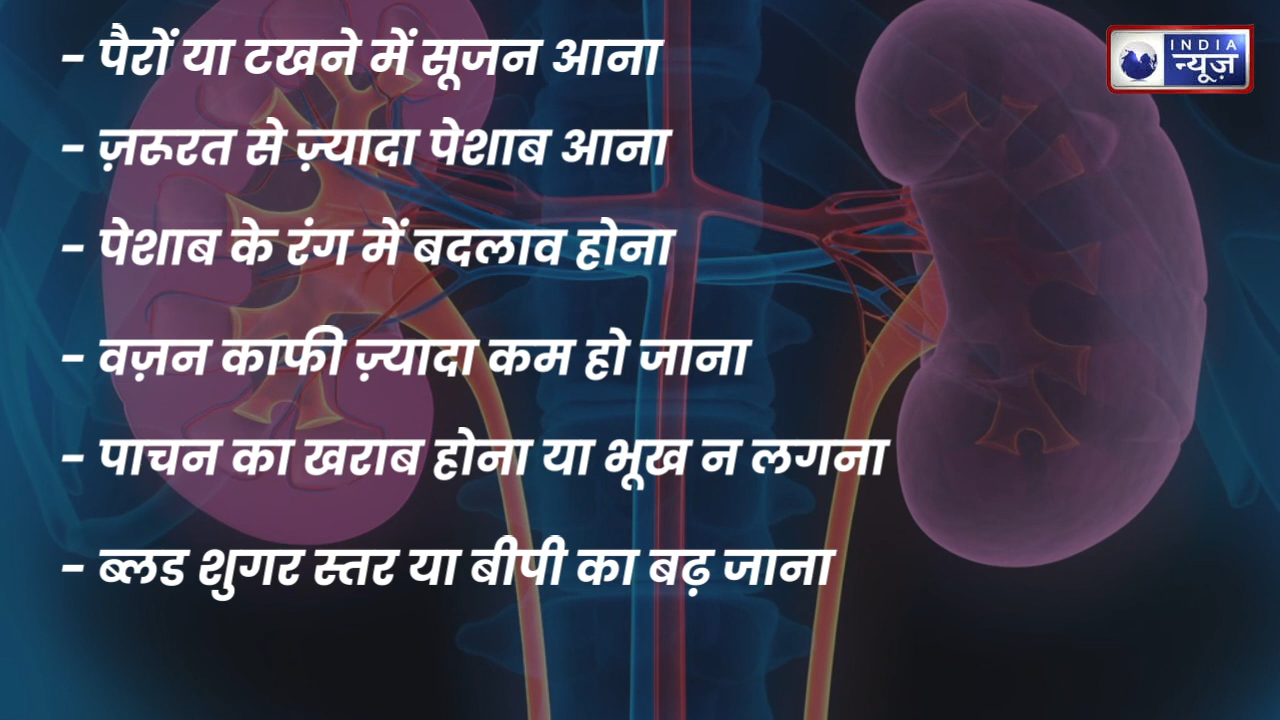 - पैरों या टखने में सूजन आना
INDIA
न्यूज़
- ज़रूरत से ज़्यादा पेशाब आना
- पेशाब के रंग में बदलाव होना
- वज़न काफी ज़्यादा कम हो जाना
- पाचन का खराब होना या भूख न लगना
- ब्लड शुगर स्तर या बीपी का बढ़ जाना